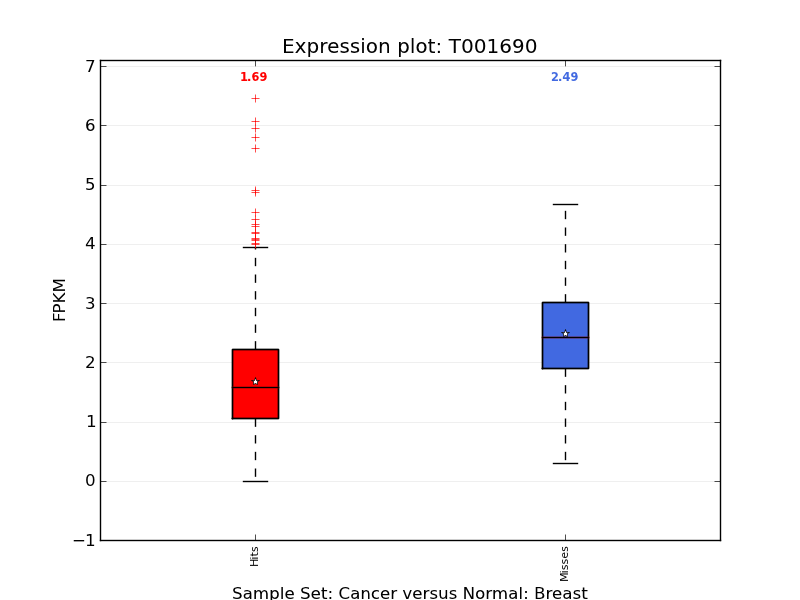 Expression plot: T001690
7
1.69
2.49
6
5
4
3
2
1
0
−1
FPKM
Hits
Misses
Sample Set: Cancer versus Normal: Breast